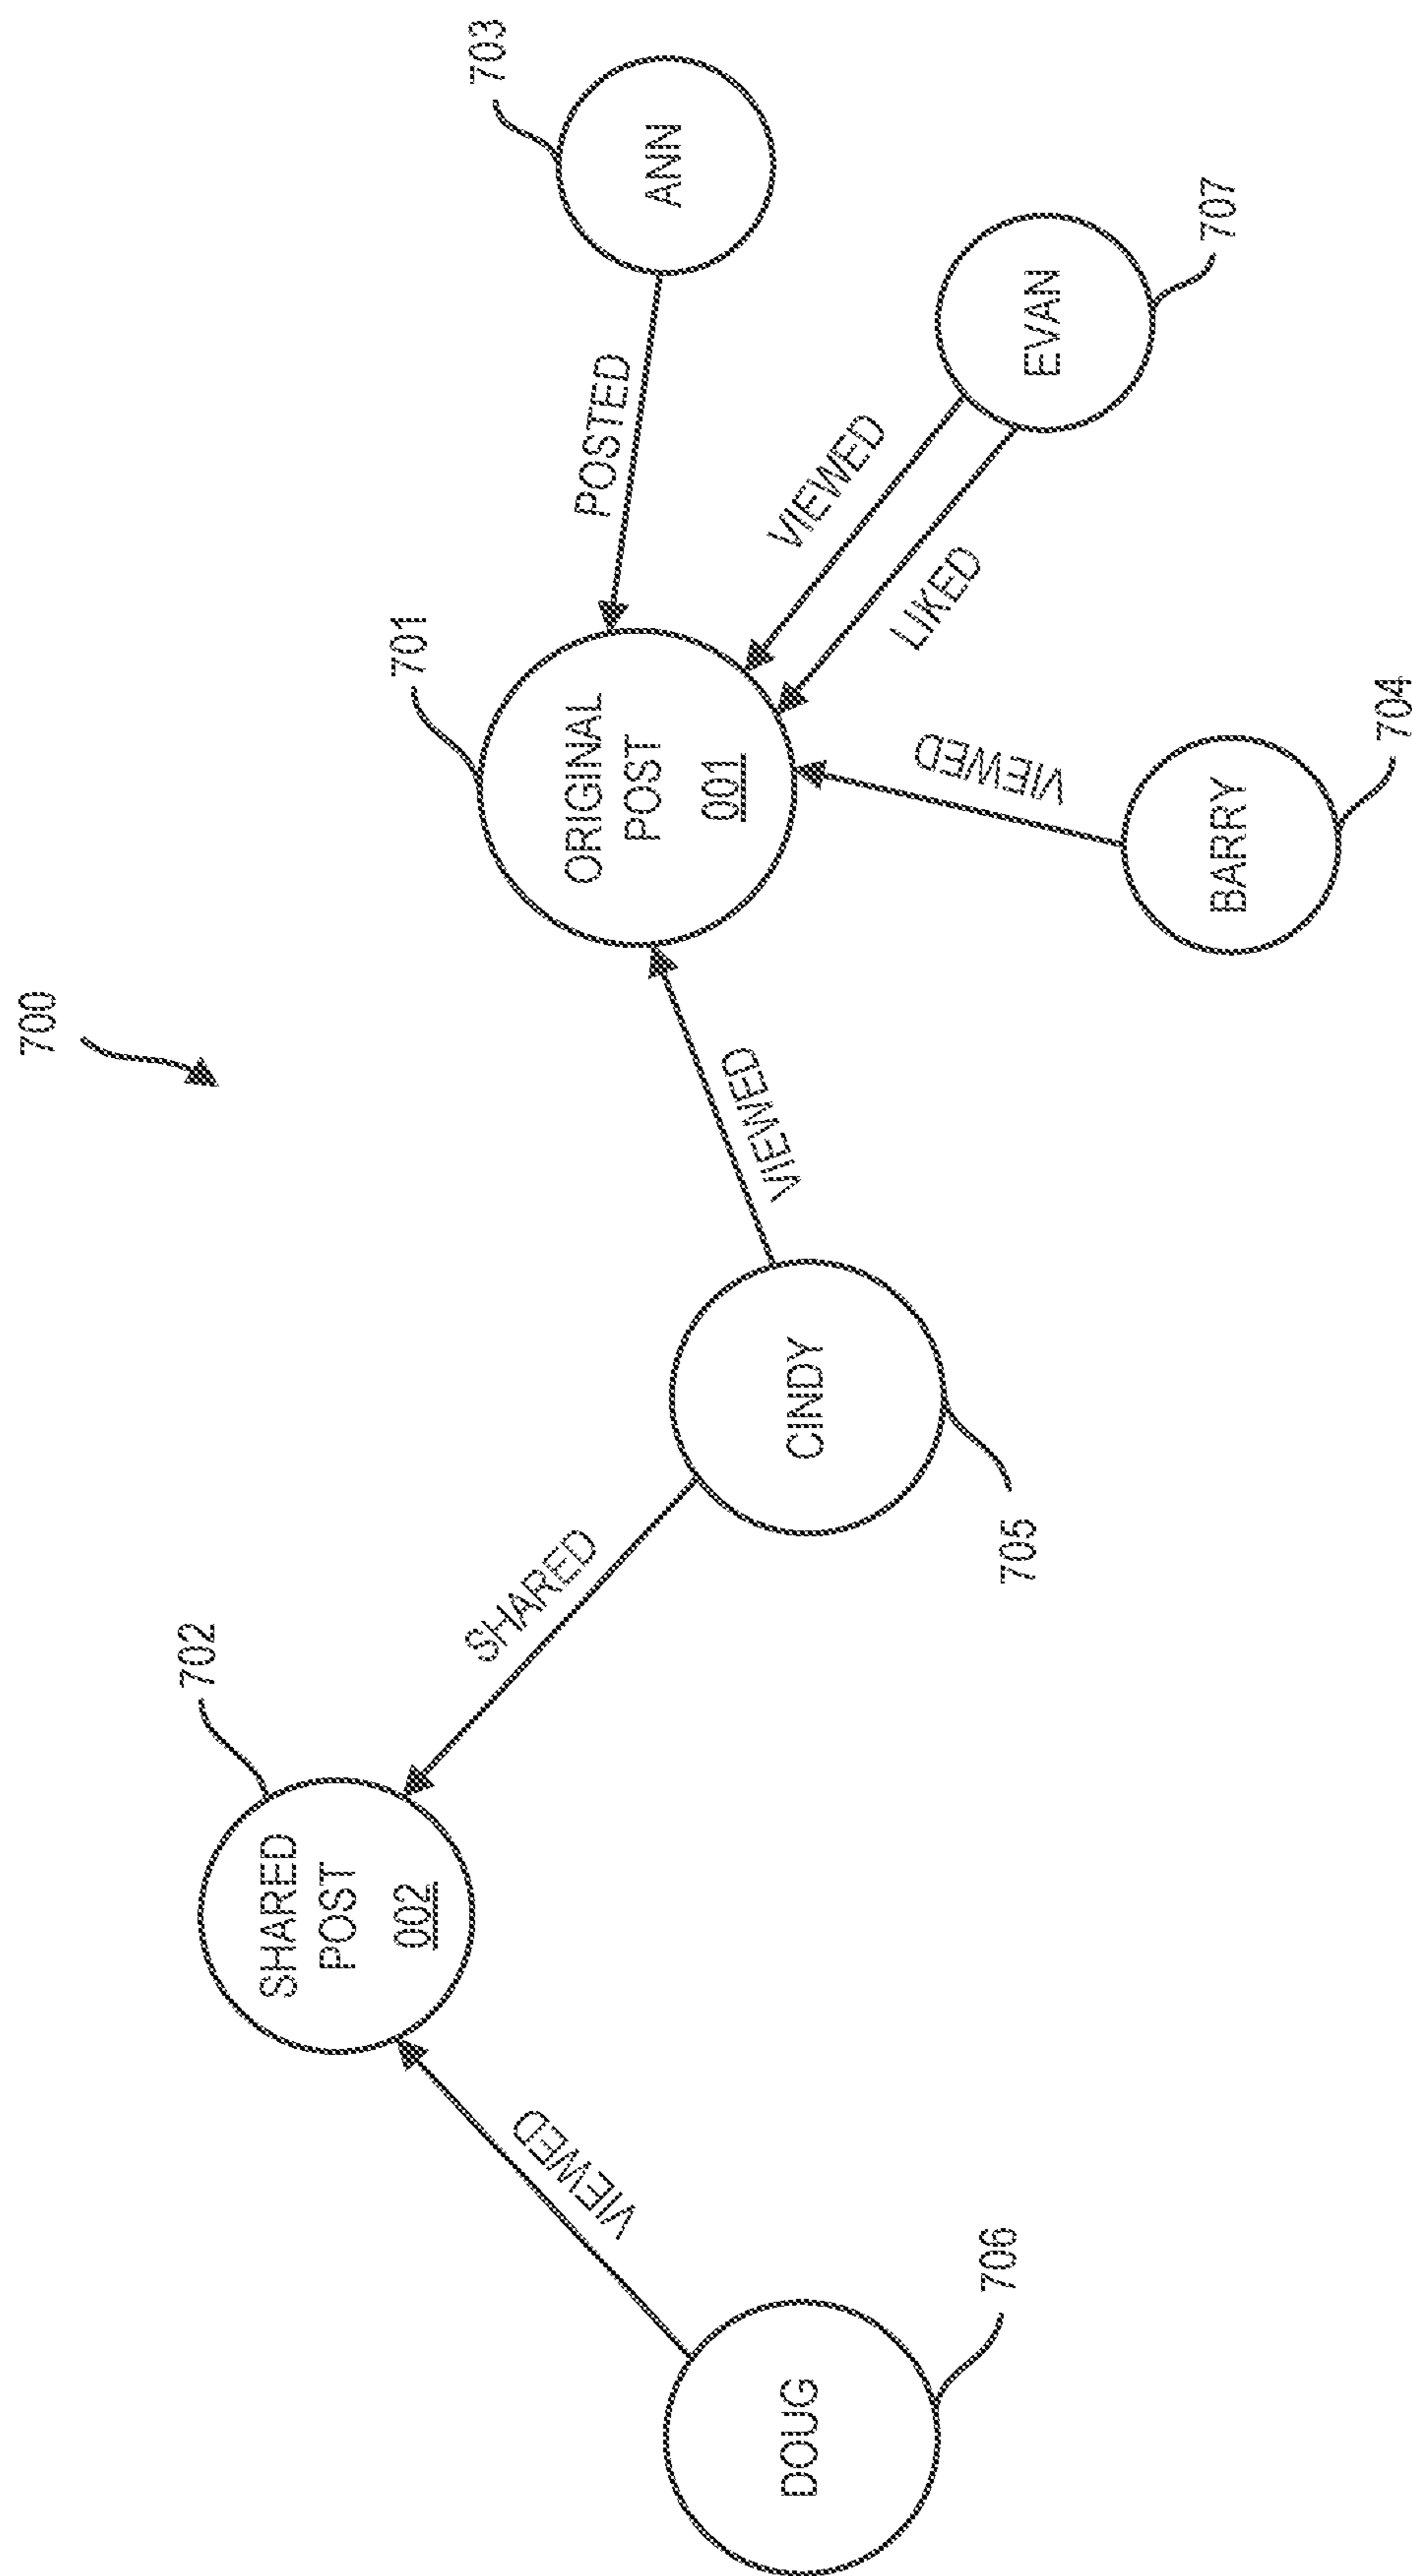 700
702
SHARED
POST
002
701
ORIGINAL
POST
001
703
ANN
POSTED
SHARED
VIEWED
VIEWED
VIEWED
LIKED
VIEWED
EVAN
707
DOUG
706
CINDY
705
BARRY
704